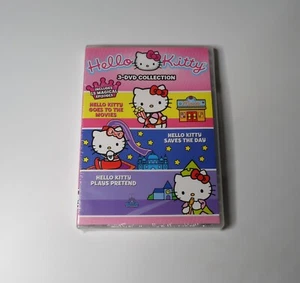 Hello Kitty
3-DVD COLLECTION
INCLUDES
15 MAGICAL
EPISODES!
HELLO KITTY
GOES TO THE
MOVIES
HELLO KITTY
SAVES THE DAY
HELLO KITTY
PLAYS PRETEND